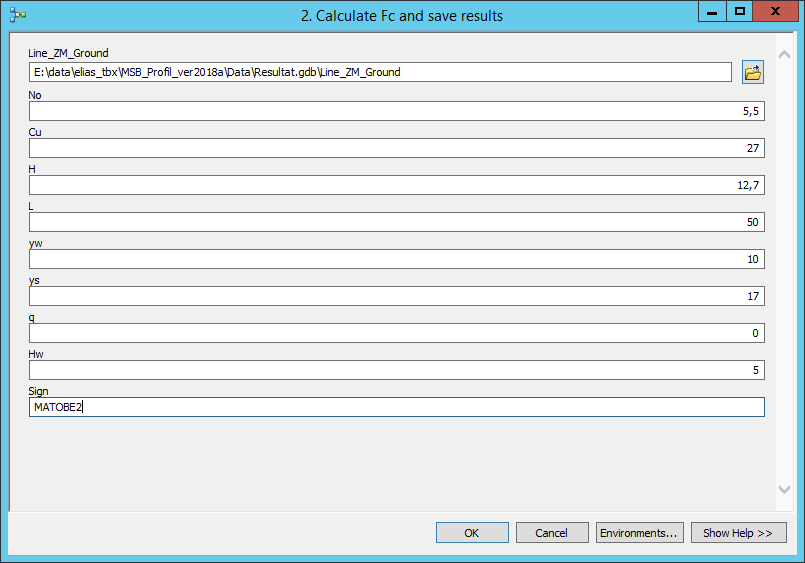 2. Calculate Fc and save results
Line_ZM_Ground
E:\data\elias_tbx\MSB_Profil_ver2018a\Data\Resultat.gdb\Line_ZM_Ground
No
5,5
Cu
27
H
12,7
L
50
yw
10
ys
17
q
0
Hw
5
Sign
MATOBE2
OK Cancel Environments... Show Help >>